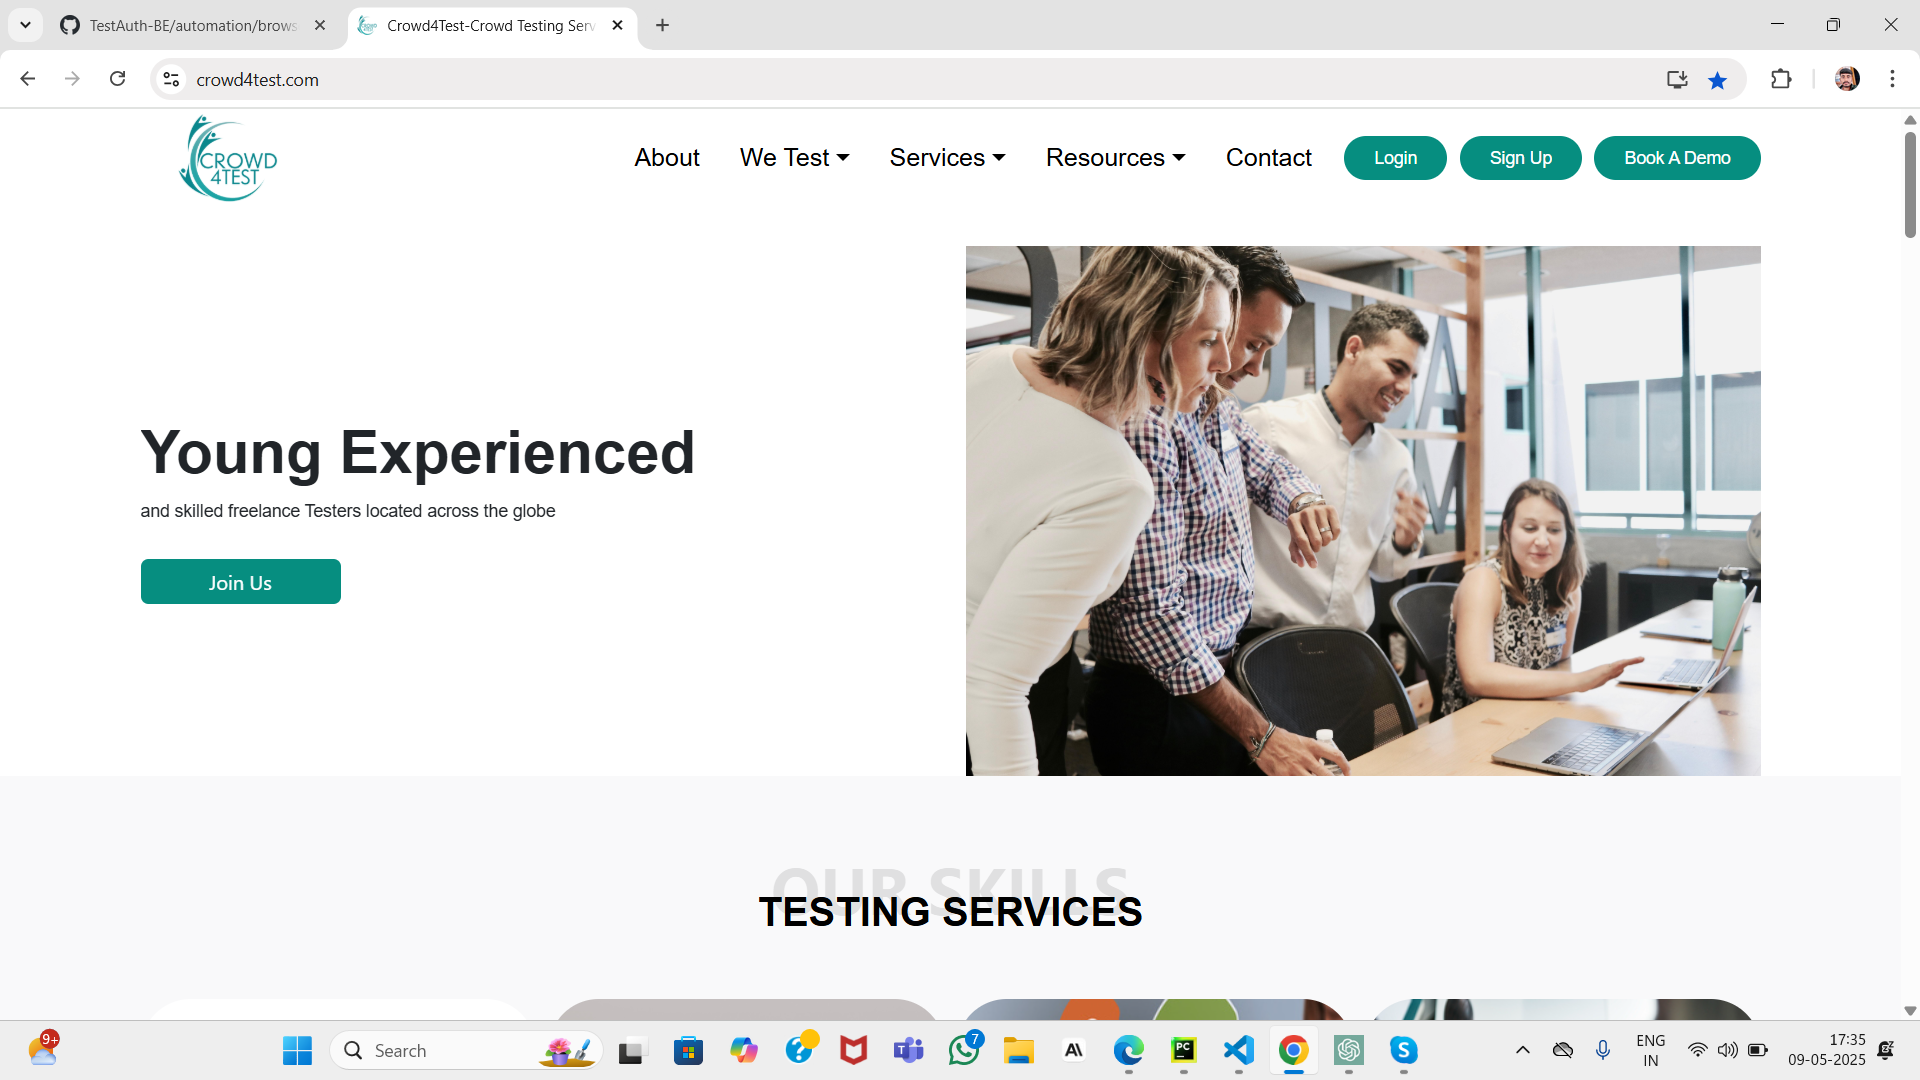 TestAuth-BE/automation/brows
Crowd4Test-Crowd Testing Serv
crowd4test.com
CROWD
4TEST
About
We Test
Services
Resources
Contact
Login
Sign Up
Book A Demo
Young Experienced
and skilled freelance Testers located across the globe
Join Us
OUR SKILLS
TESTING SERVICES
9+
Search
7
PC
ENG
IN
17:35
09-05-2025